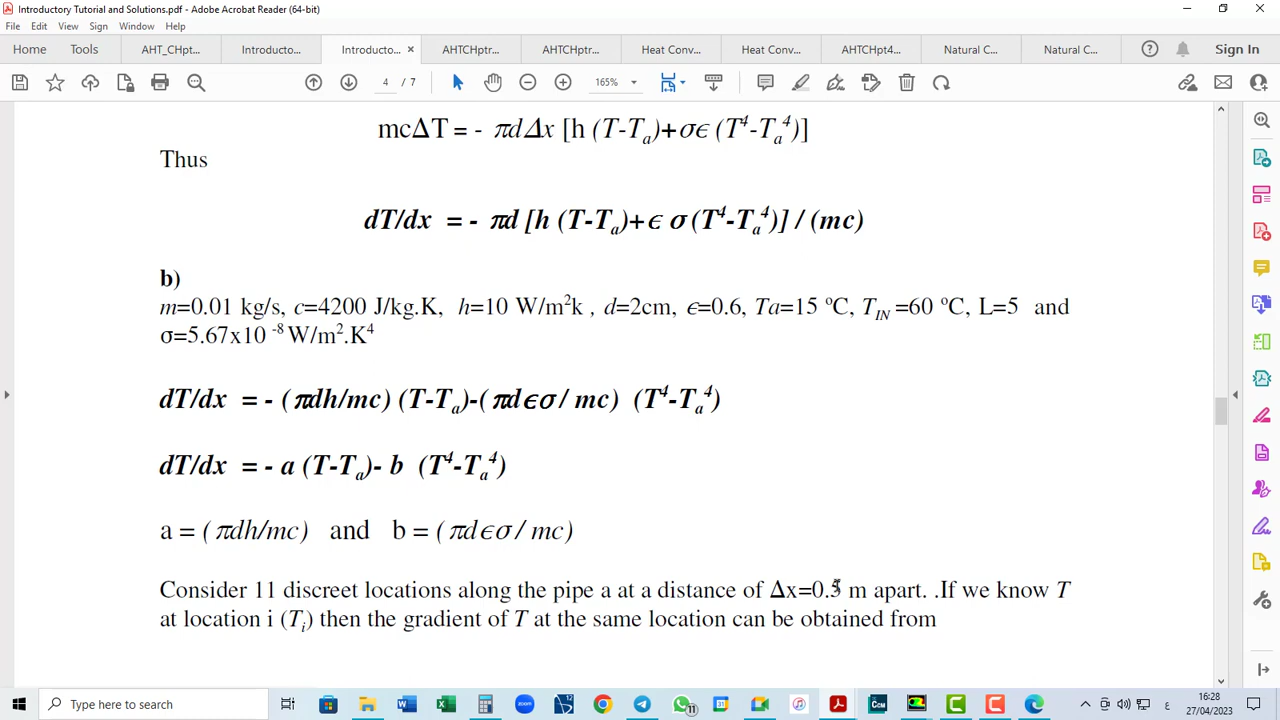 Introductory Tutorial and Solutions.pdf - Adobe Acrobat Reader (64-bit)
File Edit View Sign Window Help
Home Tools AHT_CHpt... Introducto... Introducto... × AHTCHptr... AHTCHptr... Heat Conv... Heat Conv... AHTCHpt4... Natural C... Natural C... Sign In
4 / 7 165%
mcΔT = - πdΔx [h (T-Tₐ)+σϵ (T⁴-Tₐ⁴)]
Thus
dT/dx = - πd [h (T-Tₐ)+ϵ σ (T⁴-Tₐ⁴)] / (mc)
b)
m=0.01 kg/s, c=4200 J/kg.K, h=10 W/m²k , d=2cm, ϵ=0.6, Ta=15 ºC, T_IN =60 ºC, L=5 and
σ=5.67x10 ⁻⁸ W/m².K⁴
dT/dx = - (πdh/mc) (T-Tₐ)-(πdϵσ / mc) (T⁴-Tₐ⁴)
dT/dx = - a (T-Tₐ)- b (T⁴-Tₐ⁴)
a = (πdh/mc) and b = (πdϵσ / mc)
Consider 11 discreet locations along the pipe a at a distance of Δx=0.5 m apart. .If we know T
at location i (Tᵢ) then the gradient of T at the same location can be obtained from
Type here to search
11
16:28
27/04/2023
ع